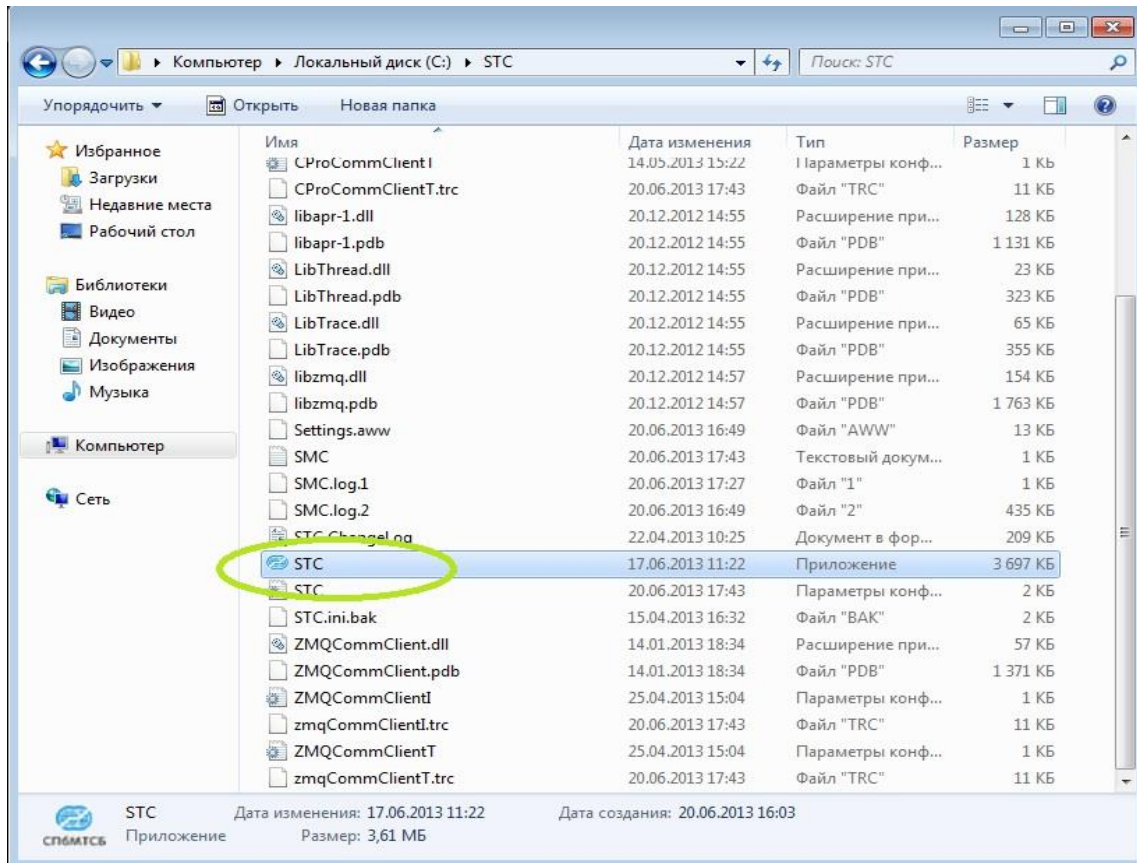 Компьютер ▸ Локальный диск (C:) ▸ STC
Поиск: STC
Упорядочить Открыть Новая папка
Имя Дата изменения Тип Размер
Избранное
Загрузки
Недавние места
Рабочий стол
Библиотеки
Видео
Документы
Изображения
Музыка
Компьютер
Сеть
CProCommClientI 14.05.2013 15:22 Параметры конф... 1 КБ
CProCommClientT.trc 20.06.2013 17:43 Файл "TRC" 11 КБ
libapr-1.dll 20.12.2012 14:55 Расширение при... 128 КБ
libapr-1.pdb 20.12.2012 14:55 Файл "PDB" 1 131 КБ
LibThread.dll 20.12.2012 14:55 Расширение при... 23 КБ
LibThread.pdb 20.12.2012 14:55 Файл "PDB" 323 КБ
LibTrace.dll 20.12.2012 14:55 Расширение при... 65 КБ
LibTrace.pdb 20.12.2012 14:55 Файл "PDB" 355 КБ
libzmq.dll 20.12.2012 14:57 Расширение при... 154 КБ
libzmq.pdb 20.12.2012 14:57 Файл "PDB" 1 763 КБ
Settings.aww 20.06.2013 16:49 Файл "AWW" 13 КБ
SMC 20.06.2013 17:43 Текстовый докум... 1 КБ
SMC.log.1 20.06.2013 17:27 Файл "1" 1 КБ
SMC.log.2 20.06.2013 16:49 Файл "2" 435 КБ
STC.ChangeLog 22.04.2013 10:25 Документ в фор... 209 КБ
STC 17.06.2013 11:22 Приложение 3 697 КБ
STC 20.06.2013 17:43 Параметры конф... 2 КБ
STC.ini.bak 15.04.2013 16:32 Файл "BAK" 2 КБ
ZMQCommClient.dll 14.01.2013 18:34 Расширение при... 57 КБ
ZMQCommClient.pdb 14.01.2013 18:34 Файл "PDB" 1 371 КБ
ZMQCommClientI 25.04.2013 15:04 Параметры конф... 1 КБ
zmqCommClientI.trc 20.06.2013 17:43 Файл "TRC" 11 КБ
ZMQCommClientT 25.04.2013 15:04 Параметры конф... 1 КБ
zmqCommClientT.trc 20.06.2013 17:43 Файл "TRC" 11 КБ
STC Дата изменения: 17.06.2013 11:22 Дата создания: 20.06.2013 16:03
Приложение Размер: 3,61 МБ
СПбМТСБ